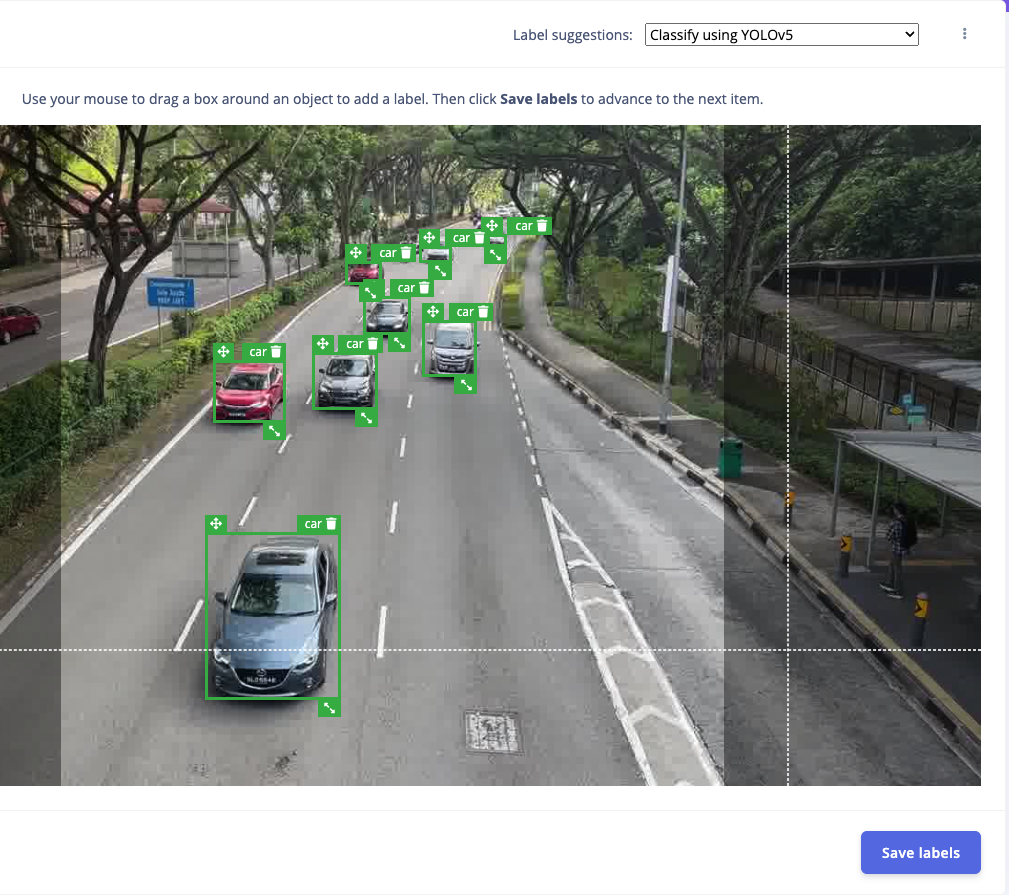 Label suggestions: Classify using YOLOv5
Use your mouse to drag a box around an object to add a label. Then click Save labels to advance to the next item.
car
car
car
car
car
car
car
car
Save labels